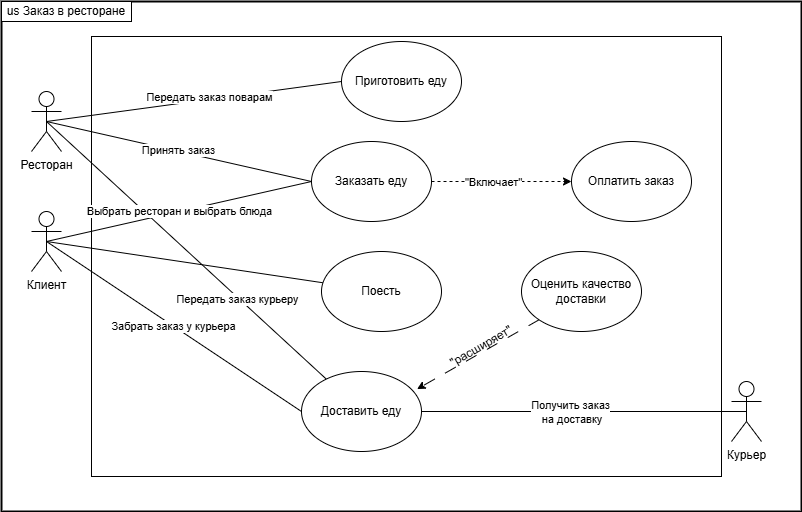 us Заказ в ресторане
Приготовить еду
Передать заказ поварам
Ресторан
Принять заказ
Заказать еду
"Включает"
Оплатить заказ
Выбрать ресторан и выбрать блюда
Клиент
Поесть
Оценить качество
доставки
Передать заказ курьеру
Забрать заказ у курьера
"расширяет"
Доставить еду
Получить заказ
на доставку
Курьер